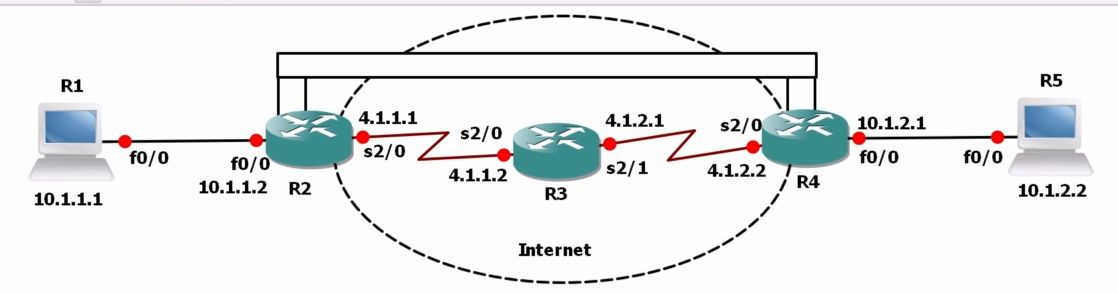 R1
R5
4.1.1.1
s2/0
4.1.2.1
s2/0
10.1.2.1
f0/0
f0/0
s2/0
4.1.1.2
s2/1
4.1.2.2
f0/0
f0/0
10.1.1.1
10.1.1.2
R2
R3
R4
10.1.2.2
Internet